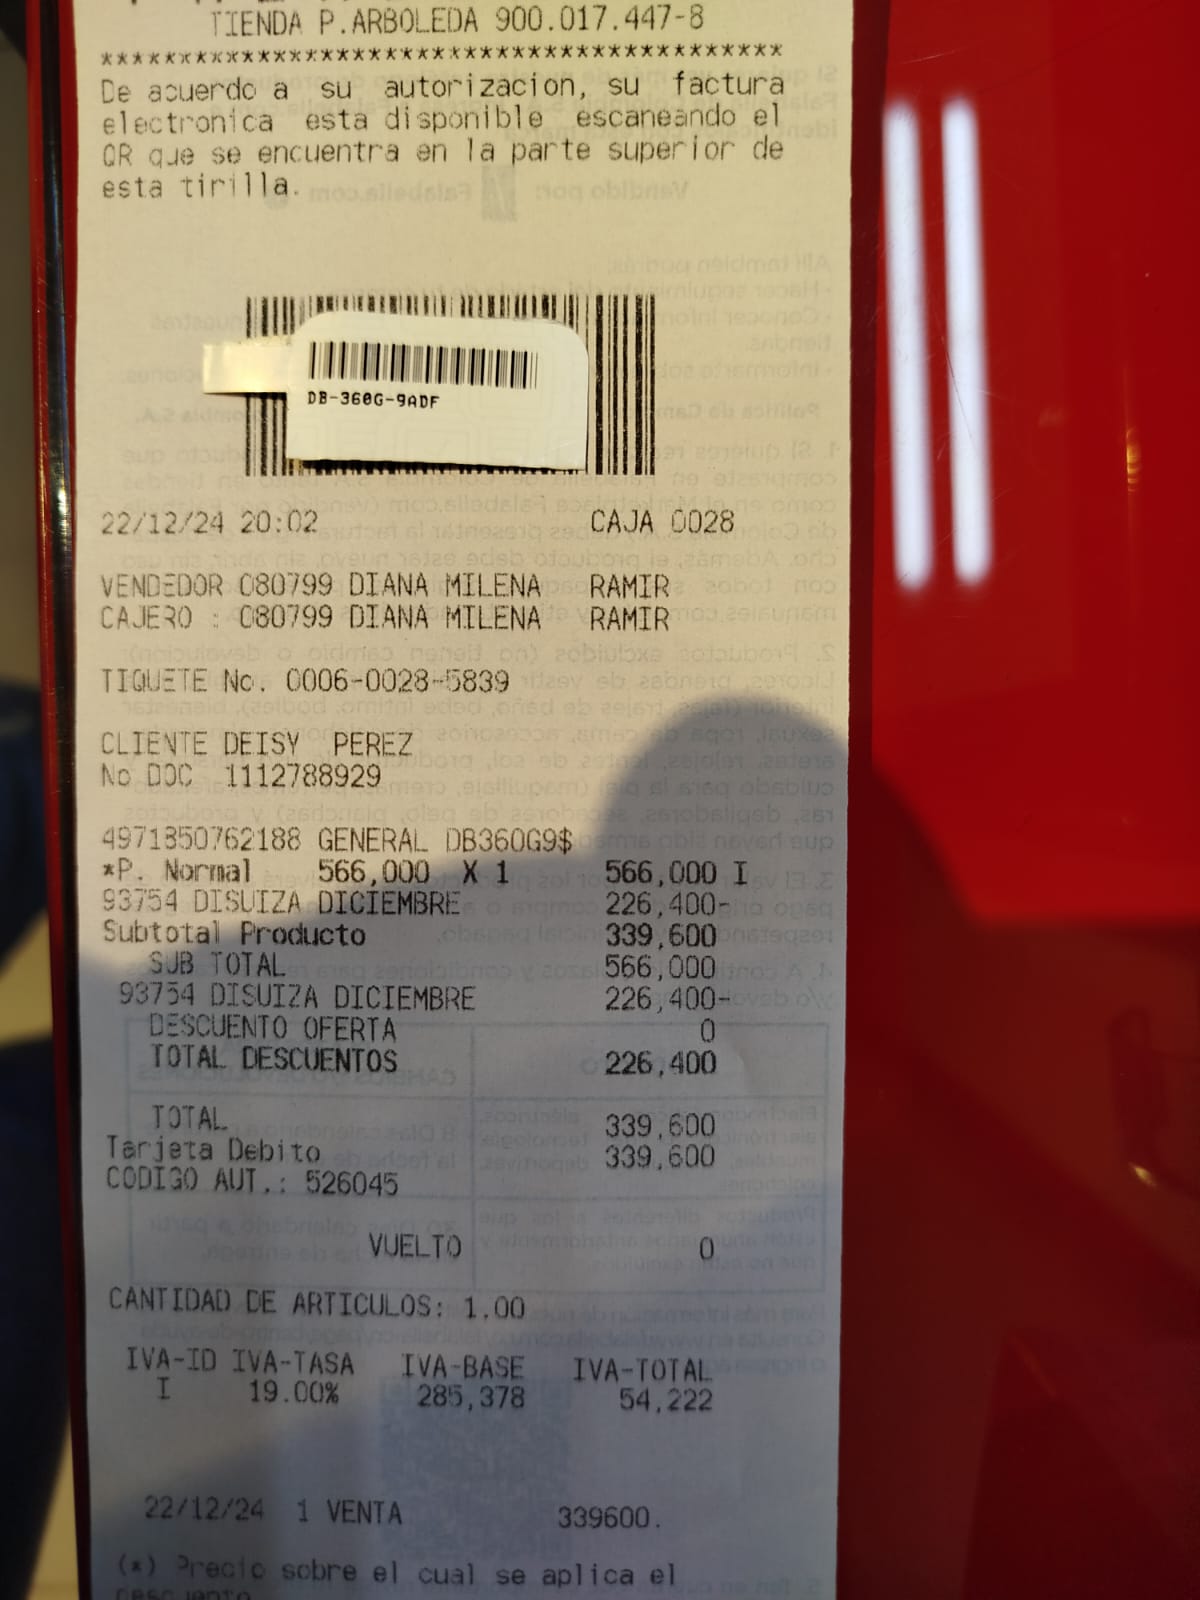 TIENDA P.ARBOLEDA 900.017.447-8
********************************************
De acuerdo a su autorizacion, su factura
electronica esta disponible escaneando el
QR que se encuentra en la parte superior de
esta tirilla.
DB-360G-9ADF
22/12/24 20:02 CAJA 0028
VENDEDOR 080799 DIANA MILENA RAMIR
CAJERO : 080799 DIANA MILENA RAMIR
TIQUETE No. 0006-0028-5839
CLIENTE DEISY PEREZ
No DOC 1112788929
4971850762188 GENERAL DB360G9$
*P. Normal 566,000 X 1 566,000 I
93754 DISUIZA DICIEMBRE 226,400-
Subtotal Producto 339,600
SUB TOTAL 566,000
93754 DISUIZA DICIEMBRE 226,400-
DESCUENTO OFERTA 0
TOTAL DESCUENTOS 226,400
TOTAL 339,600
Tarjeta Debito 339,600
CODIGO AUT.: 526045
VUELTO 0
CANTIDAD DE ARTICULOS: 1.00
IVA-ID IVA-TASA IVA-BASE IVA-TOTAL
I 19.00% 285,378 54,222
22/12/24 1 VENTA 339600.
(*) Precio sobre el cual se aplica el